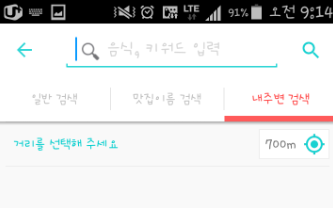 LTE 91% 오전 9:14
음식, 키워드 입력
일반 검색 맛집이름 검색 내주변 검색
거리를 선택해 주세요 700m